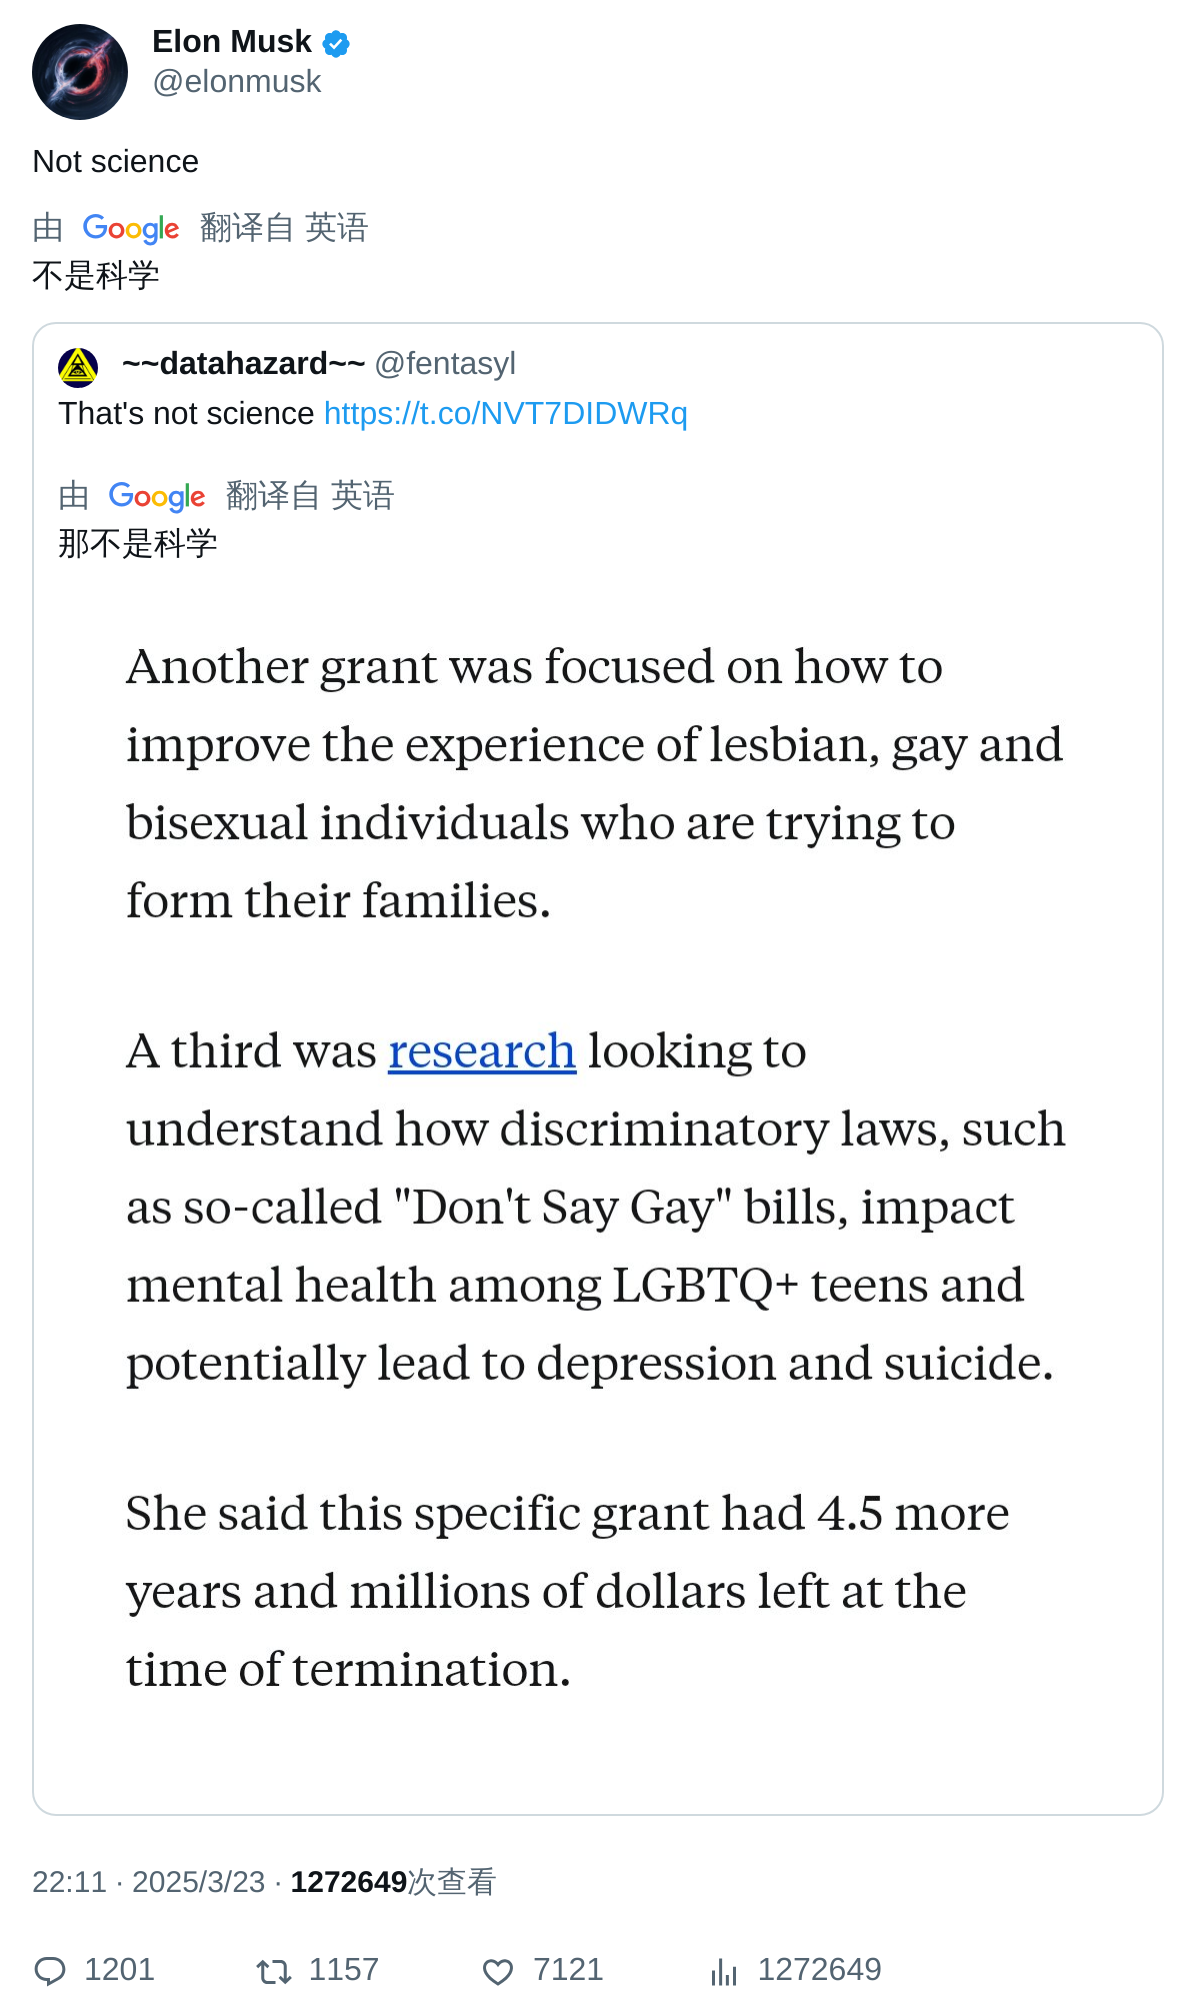 Elon Musk
@elonmusk
Not science
由 Google 翻译自 英语
不是科学
~~datahazard~~ @fentasyl
That's not science https://t.co/NVT7DIDWRq
由 Google 翻译自 英语
那不是科学
Another grant was focused on how to
improve the experience of lesbian, gay and
bisexual individuals who are trying to
form their families.
A third was research looking to
understand how discriminatory laws, such
as so-called "Don't Say Gay" bills, impact
mental health among LGBTQ+ teens and
potentially lead to depression and suicide.
She said this specific grant had 4.5 more
years and millions of dollars left at the
time of termination.
22:11 · 2025/3/23 · 1272649次查看
1201 1157 7121 1272649